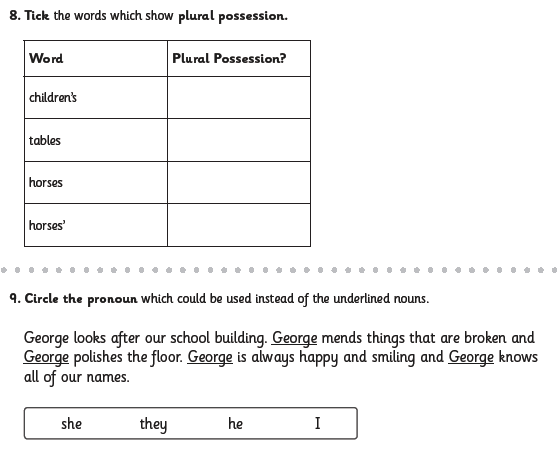 8. Tick the words which show plural possession.
Word Plural Possession?
children's
tables
horses
horses'
9. Circle the pronoun which could be used instead of the underlined nouns.
George looks after our school building. George mends things that are broken and
George polishes the floor. George is always happy and smiling and George knows
all of our names.
she they he I